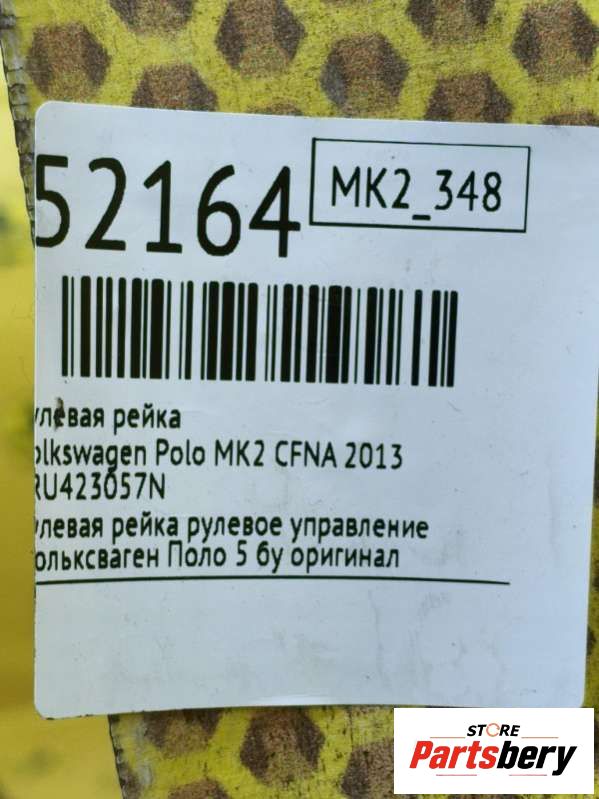 52164
MK2_348
улевая рейка
olkswagen Polo MK2 CFNA 2013
RU423057N
улевая рейка рулевое управление
ольксваген Поло 5 бу оригинал
STORE
Partsbery